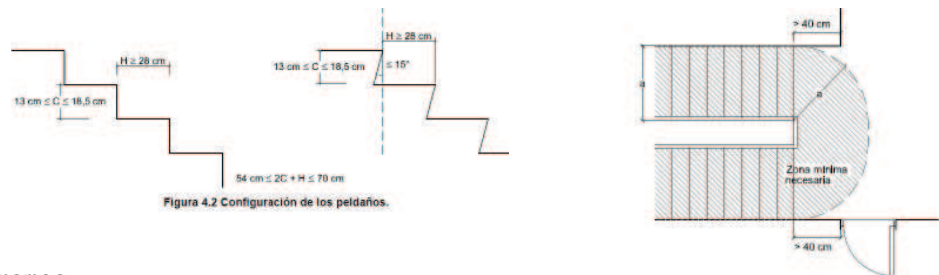 H ≥ 28 cm
13 cm ≤ C ≤ 18,5 cm
H ≥ 28 cm
13 cm ≤ C ≤ 18,5 cm
≤ 15°
54 cm ≤ 2C + H ≤ 70 cm
Figura 4.2 Configuración de los peldaños.
> 40 cm
a
a
Zona mínima
necesaria
> 40 cm